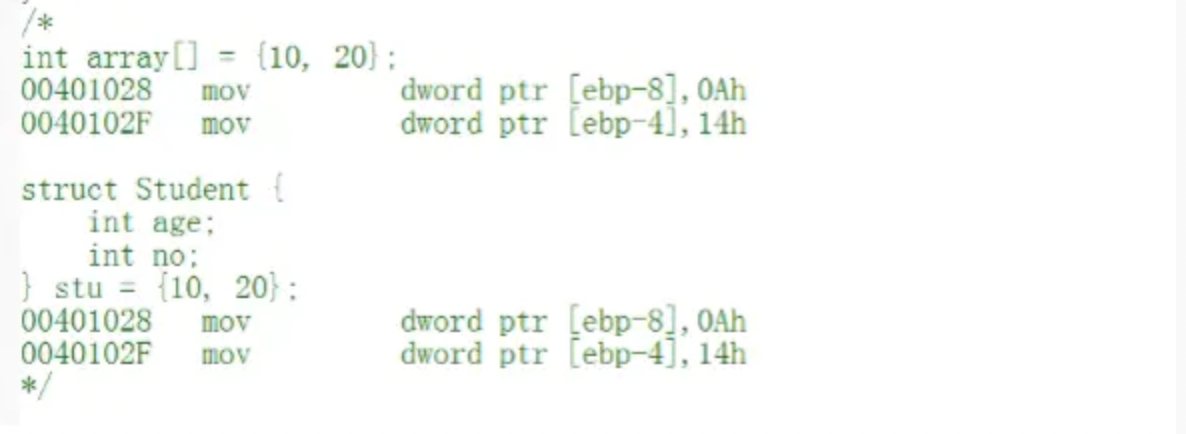 /*
int array[] = {10, 20};
00401028   mov         dword ptr [ebp-8],0Ah
0040102F   mov         dword ptr [ebp-4],14h
struct Student {
    int age;
    int no;
} stu = {10, 20};
00401028   mov         dword ptr [ebp-8],0Ah
0040102F   mov         dword ptr [ebp-4],14h
*/